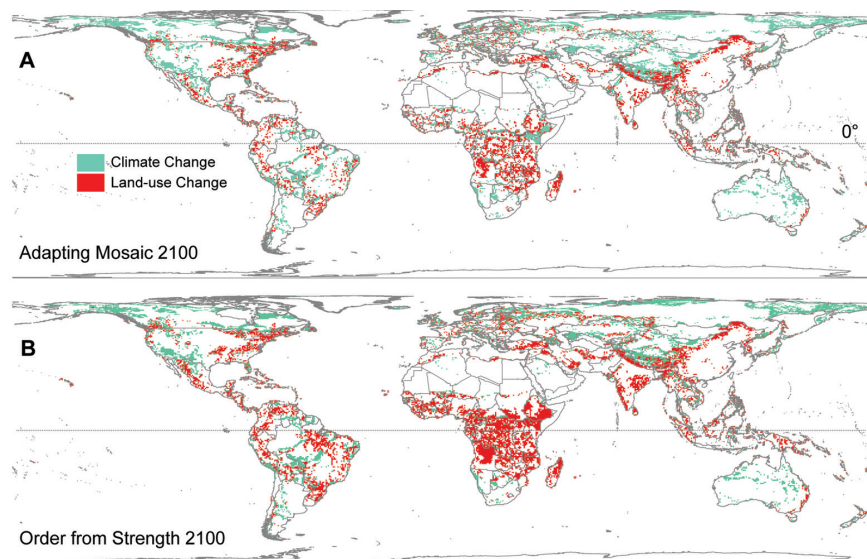 A
0°
Climate Change
Land-use Change
Adapting Mosaic 2100
B
Order from Strength 2100